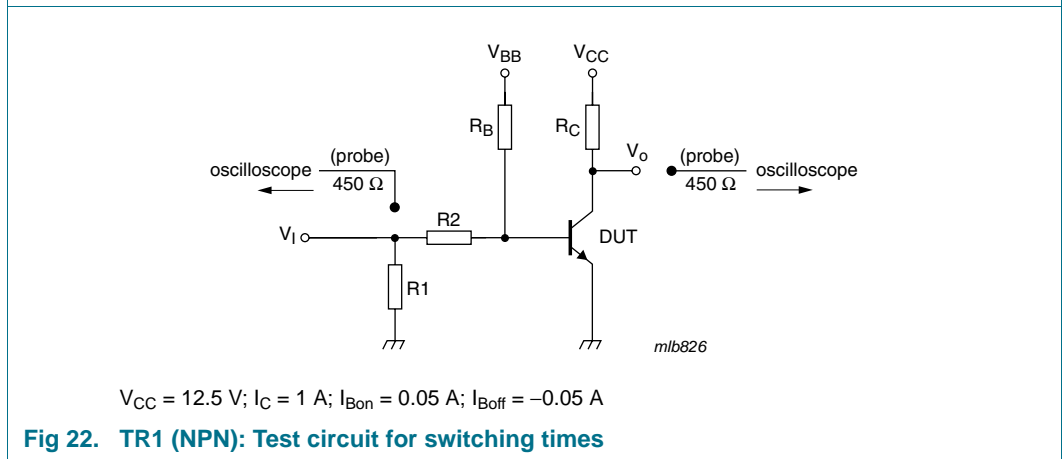 V_BB V_CC
R_B R_C
V_o
(probe) (probe)
oscilloscope oscilloscope
450 Ω 450 Ω
R2
V_I DUT
R1
mlb826
V_CC = 12.5 V; I_C = 1 A; I_Bon = 0.05 A; I_Boff = −0.05 A
Fig 22. TR1 (NPN): Test circuit for switching times